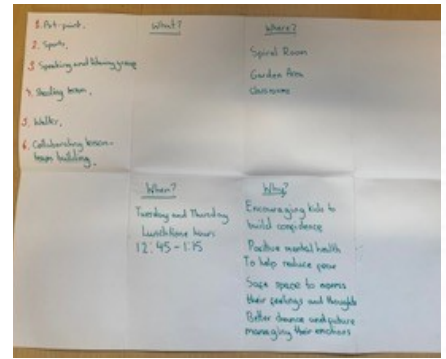 1.
2. Sports,
3 Speaking and listening group
4. Reading team,
5. Walks,
6. Collaborating lesson-
team building,
What?
Where?
Spiral Room
Garden Area
classrooms
When?
Tuesday and Thursday
Lunchtime hours
12:45-1:15
Why?
Encouraging kids to
build confidence
Positive mental health
To help reduce fear
Safe space to express
their feelings and thoughts
Better chance and future
managing their emotions